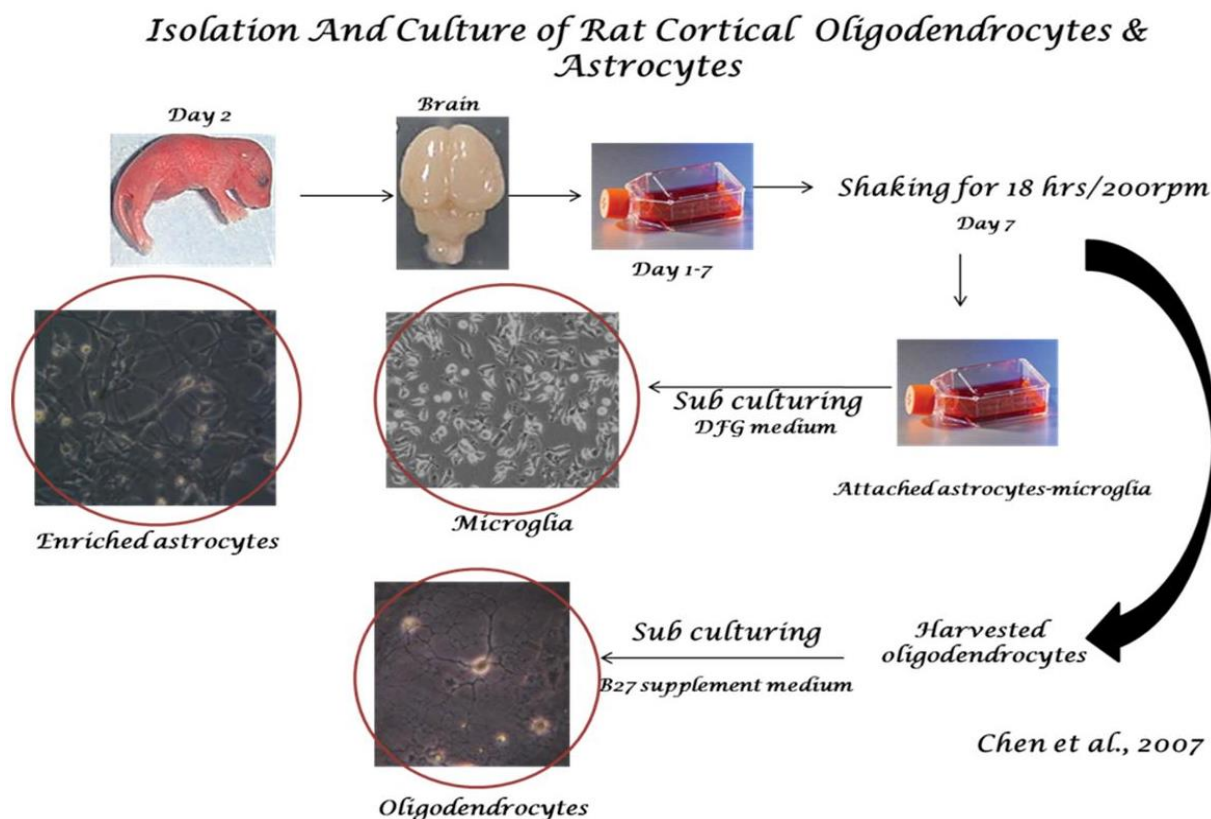 Isolation And Culture of Rat Cortical Oligodendrocytes &
Astrocytes
Day 2
Brain
Day 1-7
Shaking for 18 hrs/200rpm
Day 7
Sub culturing
DFG medium
Attached astrocytes-microglia
Enriched astrocytes
Microglia
Sub culturing
B27 supplement medium
Harvested
oligodendrocytes
Oligodendrocytes
Chen et al., 2007